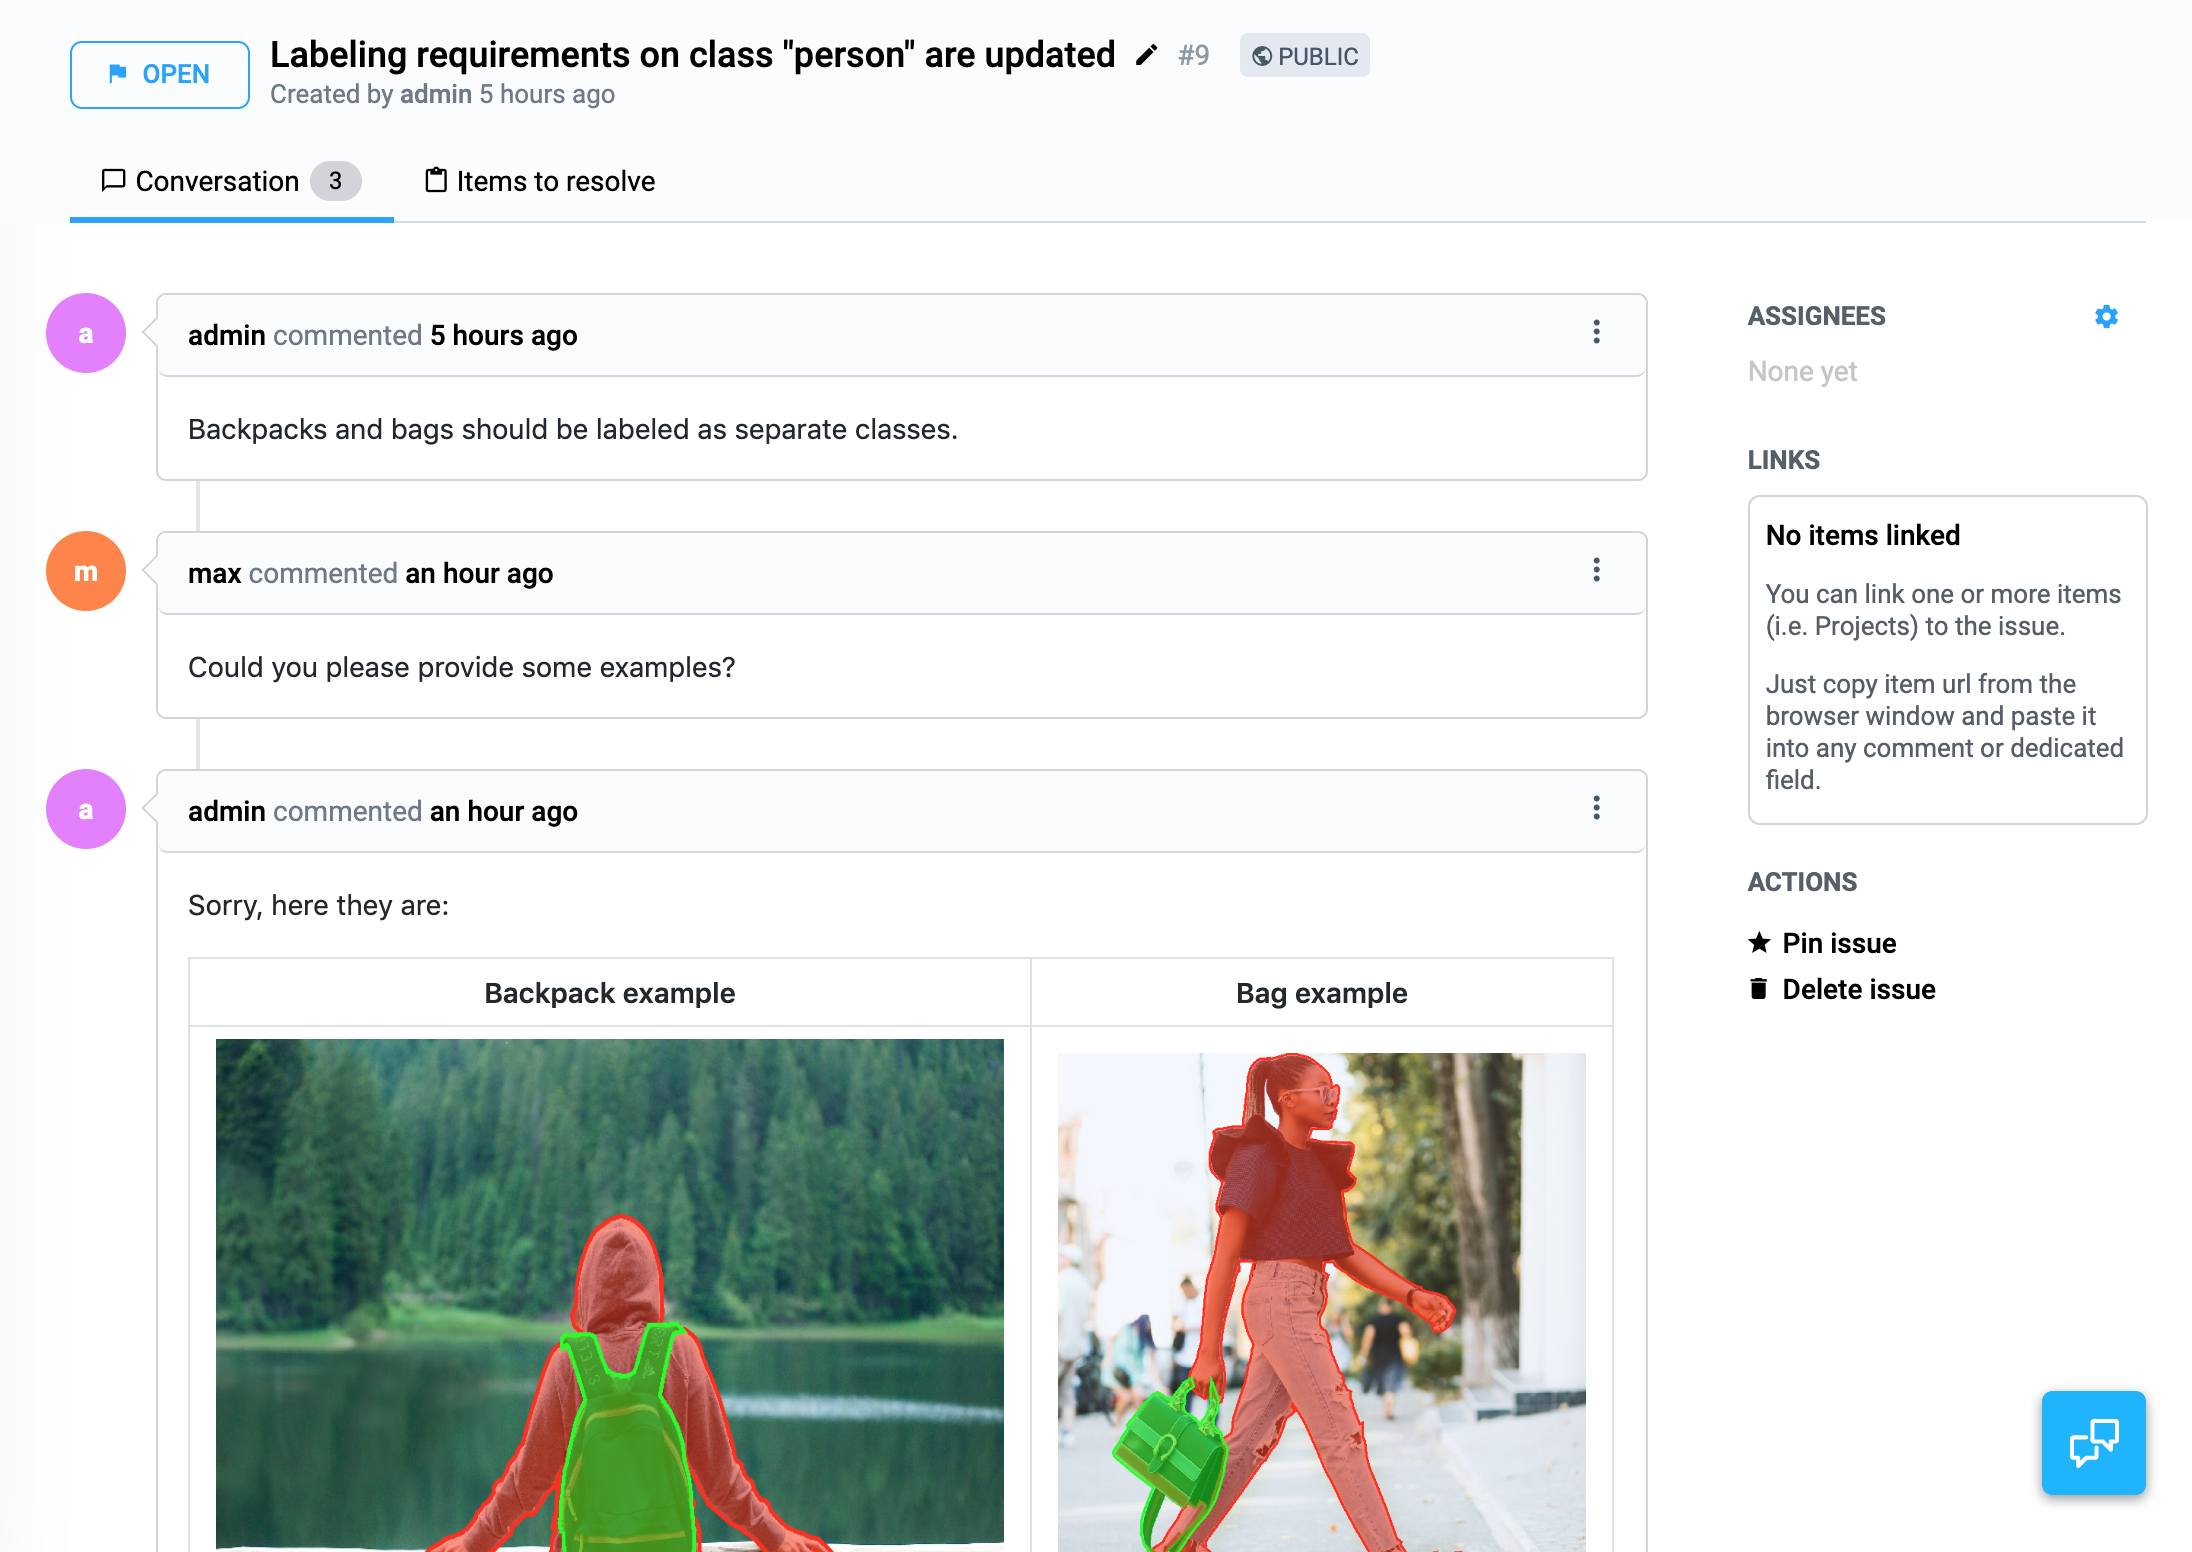 OPEN
Labeling requirements on class "person" are updated #9 PUBLIC
Created by admin 5 hours ago
Conversation 3 Items to resolve
a
admin commented 5 hours ago
Backpacks and bags should be labeled as separate classes.
m
max commented an hour ago
Could you please provide some examples?
a
admin commented an hour ago
Sorry, here they are:
Backpack example Bag example
ASSIGNEES
None yet
LINKS
No items linked
You can link one or more items
(i.e. Projects) to the issue.
Just copy item url from the
browser window and paste it
into any comment or dedicated
field.
ACTIONS
Pin issue
Delete issue